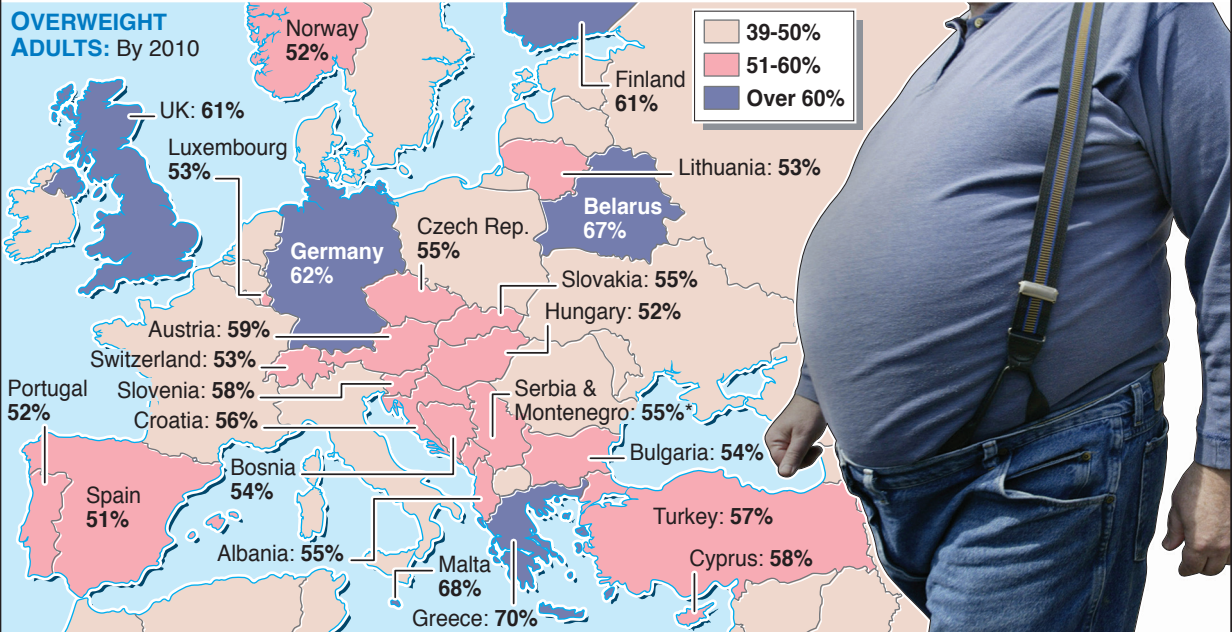 OVERWEIGHT
ADULTS: By 2010
39-50%
51-60%
Over 60%
Norway
52%
Finland
61%
UK: 61%
Luxembourg
53%
Lithuania: 53%
Belarus
67%
Germany
62%
Czech Rep.
55%
Slovakia: 55%
Hungary: 52%
Austria: 59%
Switzerland: 53%
Portugal
52%
Slovenia: 58%
Croatia: 56%
Serbia &
Montenegro: 55%*
Bulgaria: 54%
Bosnia
54%
Spain
51%
Turkey: 57%
Albania: 55%
Malta
68%
Cyprus: 58%
Greece: 70%